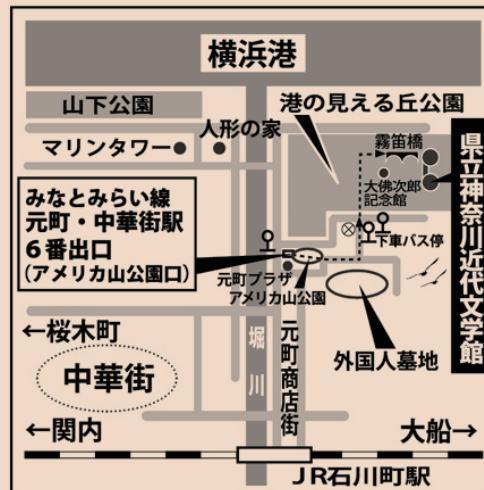 横浜港
山下公園
港の見える丘公園
人形の家
マリンタワー
霧笛橋
大佛次郎
記念館
県立神奈川近代文学館
みなとみらい線
元町・中華街駅
6番出口
(アメリカ山公園口)
下車バス停
元町プラザ
アメリカ山公園
←桜木町
堀川
元町商店街
外国人墓地
中華街
←関内
大船→
JR石川町駅